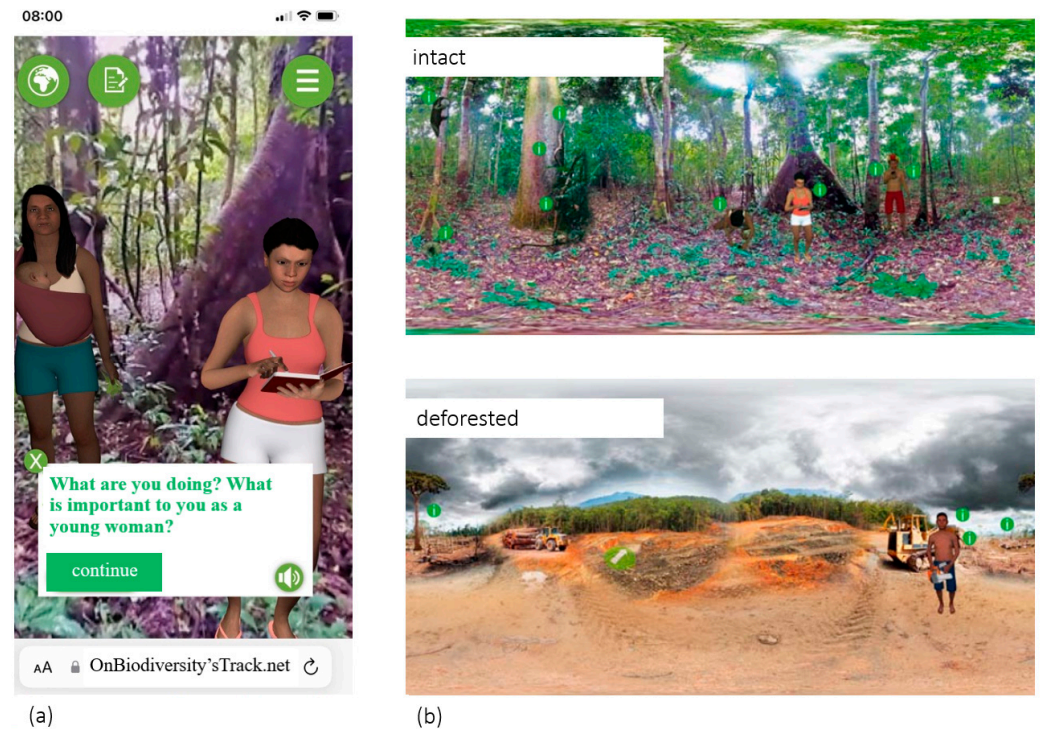 08:00
What are you doing? What
is important to you as a
young woman?
continue
AA OnBiodiversity'sTrack.net
(a)
intact
deforested
(b)